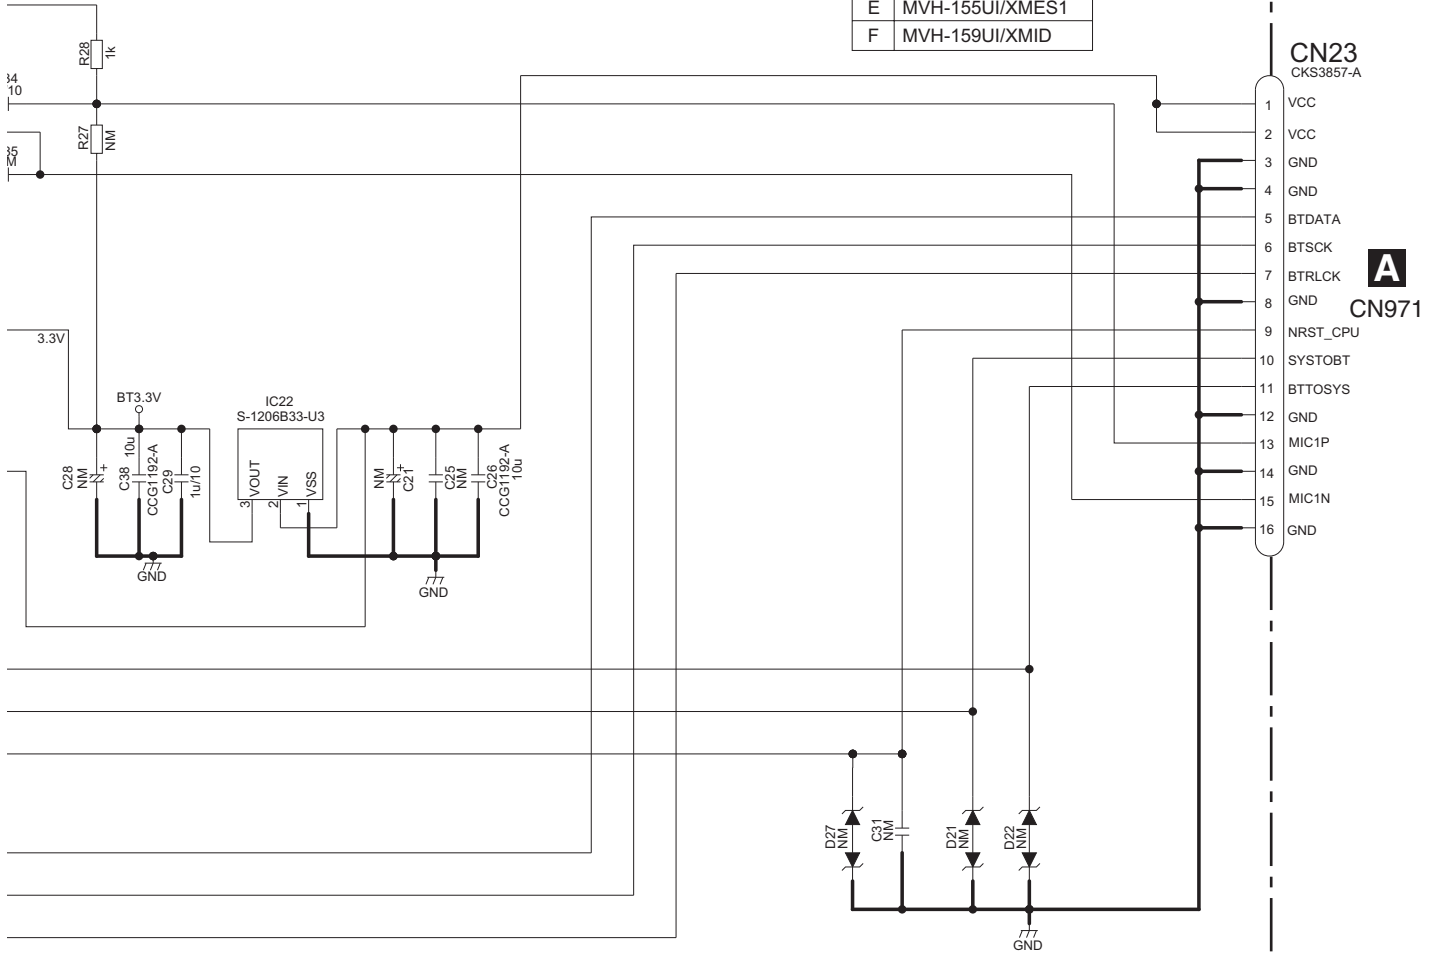 E MVH-155UI/XMES1
F MVH-159UI/XMID
CN23
CKS3857-A
1 VCC
2 VCC
3 GND
4 GND
5 BTDATA
6 BTSCK
7 BTRLCK
8 GND
9 NRST_CPU
10 SYSTOBT
11 BTTOSYS
12 GND
13 MIC1P
14 GND
15 MIC1N
16 GND
A
CN971
R28
1k
10
R27
NM
3.3V
BT3.3V
IC22
S-1206B33-U3
3 VOUT
2 VIN
1 VSS
C28
NM
+
C38
10u
CCG1192-A
C29
1u/10
GND
NM
+
C21
C25
NM
C26
CCG1192-A
10u
GND
D27
NM
C31
NM
D21
NM
D22
NM
GND